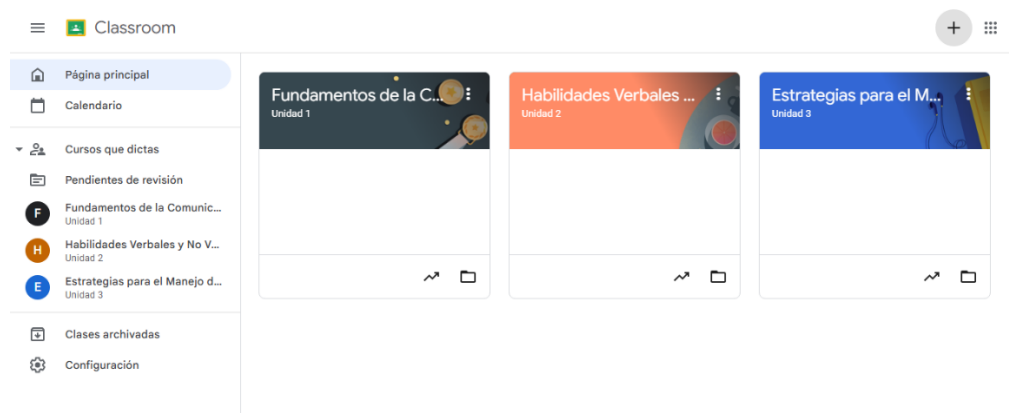 Classroom
Página principal
Calendario
Cursos que dictas
Pendientes de revisión
F
Fundamentos de la Comunic...
Unidad 1
H
Habilidades Verbales y No V...
Unidad 2
E
Estrategias para el Manejo d...
Unidad 3
Clases archivadas
Configuración
Fundamentos de la C...
Unidad 1
Habilidades Verbales ...
Unidad 2
Estrategias para el M...
Unidad 3